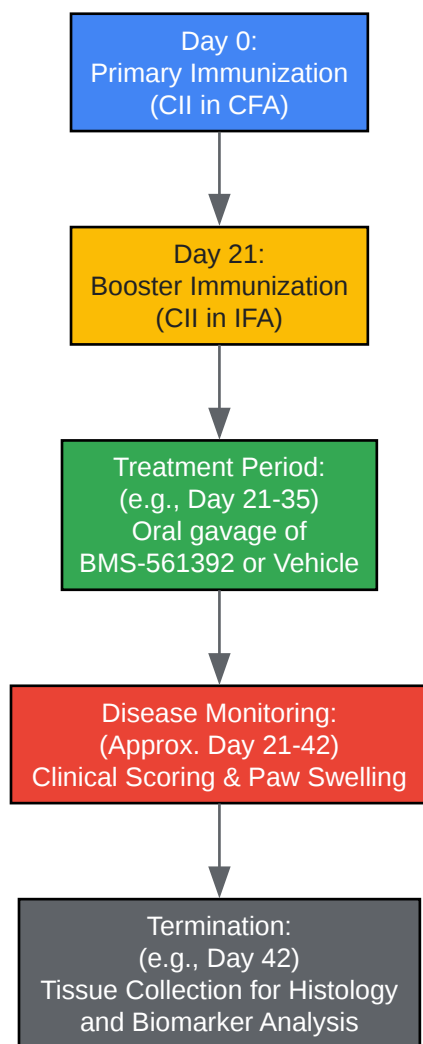 Day 0:
Primary Immunization
(CII in CFA)
Day 21:
Booster Immunization
(CII in IFA)
Treatment Period:
(e.g., Day 21-35)
Oral gavage of
BMS-561392 or Vehicle
Disease Monitoring:
(Approx. Day 21-42)
Clinical Scoring & Paw Swelling
Termination:
(e.g., Day 42)
Tissue Collection for Histology
and Biomarker Analysis